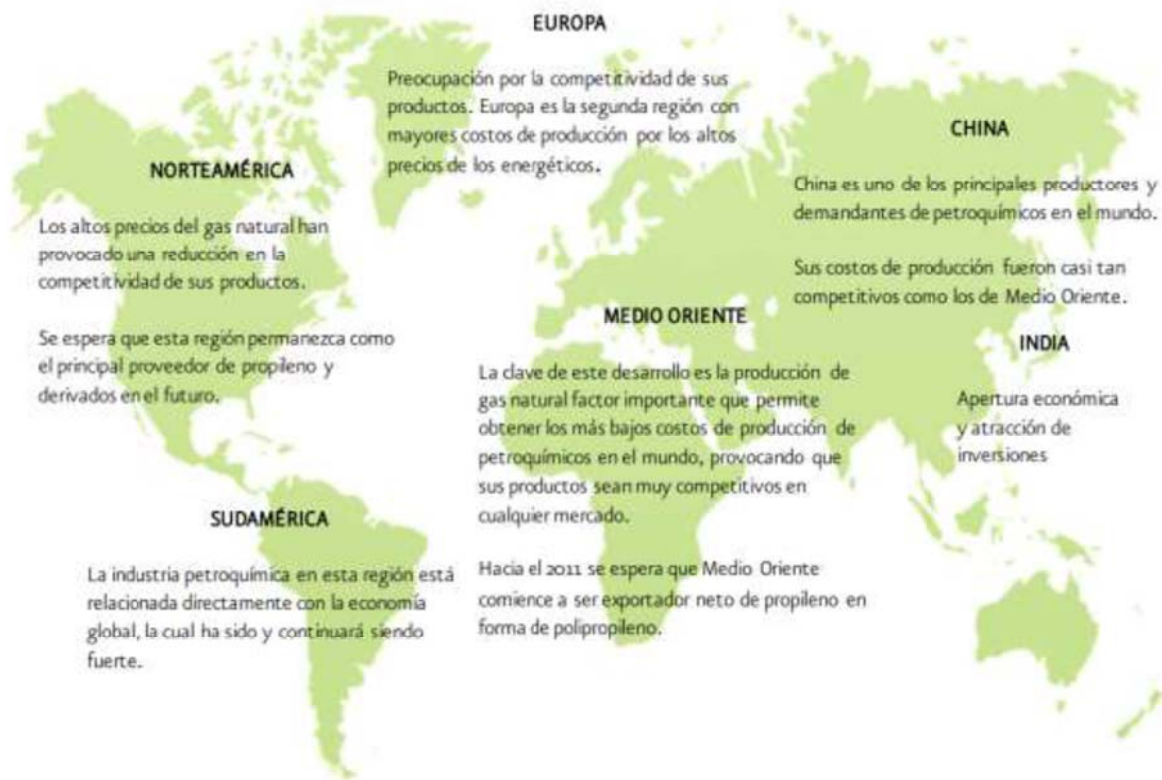 EUROPA
Preocupación por la competitividad de sus
productos. Europa es la segunda región con
mayores costos de producción por los altos
precios de los energéticos.
CHINA
China es uno de los principales productores y
demandantes de petroquímicos en el mundo.
Sus costos de producción fueron casi tan
competitivos como los de Medio Oriente.
NORTEAMÉRICA
Los altos precios del gas natural han
provocado una reducción en la
competitividad de sus productos.
Se espera que esta región permanezca como
el principal proveedor de propileno y
derivados en el futuro.
MEDIO ORIENTE
La clave de este desarrollo es la producción de
gas natural factor importante que permite
obtener los más bajos costos de producción de
petroquímicos en el mundo, provocando que
sus productos sean muy competitivos en
cualquier mercado.
Hacia el 2011 se espera que Medio Oriente
comience a ser exportador neto de propileno en
forma de polipropileno.
INDIA
Apertura económica
y atracción de
inversiones
SUDAMÉRICA
La industria petroquímica en esta región está
relacionada directamente con la economía
global, la cual ha sido y continuará siendo
fuerte.